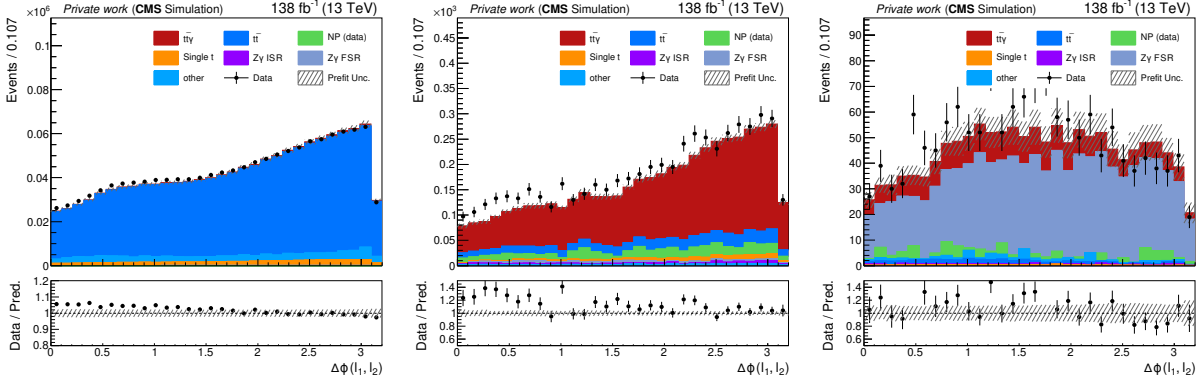 Private work (CMS Simulation) 138 fb⁻¹ (13 TeV)
×10⁶
Events / 0.107
0.1
0.08
0.06
0.04
0.02
0
tt̄γ
tt̄
NP (data)
Single t
Zγ ISR
Zγ FSR
other
Data
Prefit Unc.
Data / Pred.
1.2
1.1
1
0.9
0.8
0 0.5 1 1.5 2 2.5 3
Δϕ(l₁, l₂)
Private work (CMS Simulation) 138 fb⁻¹ (13 TeV)
×10³
Events / 0.107
0.45
0.4
0.35
0.3
0.25
0.2
0.15
0.1
0.05
0
tt̄γ
tt̄
NP (data)
Single t
Zγ ISR
Zγ FSR
other
Data
Prefit Unc.
Data / Pred.
1.4
1.2
1
0.8
0.6
0 0.5 1 1.5 2 2.5 3
Δϕ(l₁, l₂)
Private work (CMS Simulation) 138 fb⁻¹ (13 TeV)
Events / 0.107
90
80
70
60
50
40
30
20
10
0
tt̄γ
tt̄
NP (data)
Single t
Zγ ISR
Zγ FSR
other
Data
Prefit Unc.
Data / Pred.
1.4
1.2
1
0.8
0.6
0 0.5 1 1.5 2 2.5 3
Δϕ(l₁, l₂)